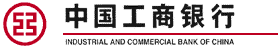 中国工商银行
INDUSTRIAL AND COMMERCIAL BANK OF CHINA